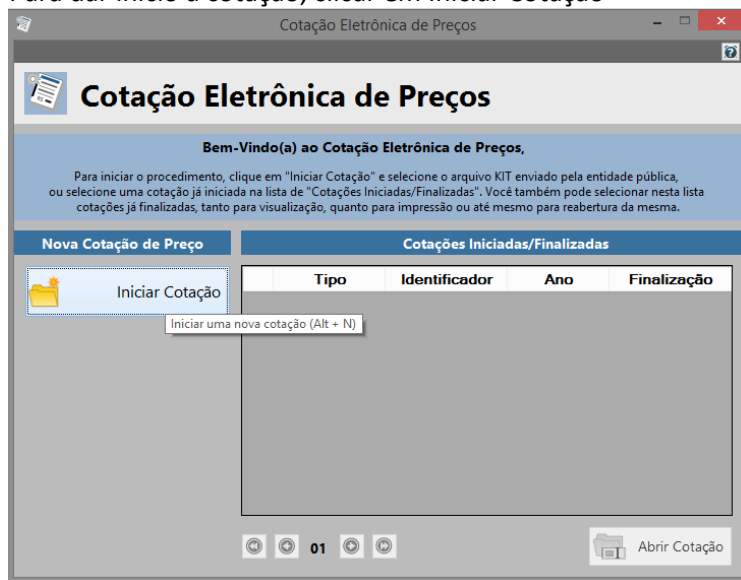 Para dar início a cotação, clicar em Iniciar Cotação
Cotação Eletrônica de Preços
Cotação Eletrônica de Preços
Bem-Vindo(a) ao Cotação Eletrônica de Preços,
Para iniciar o procedimento, clique em "Iniciar Cotação" e selecione o arquivo KIT enviado pela entidade pública,
ou selecione uma cotação já iniciada na lista de "Cotações Iniciadas/Finalizadas". Você também pode selecionar nesta lista
cotações já finalizadas, tanto para visualização, quanto para impressão ou até mesmo para reabertura da mesma.
Nova Cotação de Preço
Cotações Iniciadas/Finalizadas
Iniciar Cotação
Tipo Identificador Ano Finalização
Iniciar uma nova cotação (Alt + N)
01
Abrir Cotação